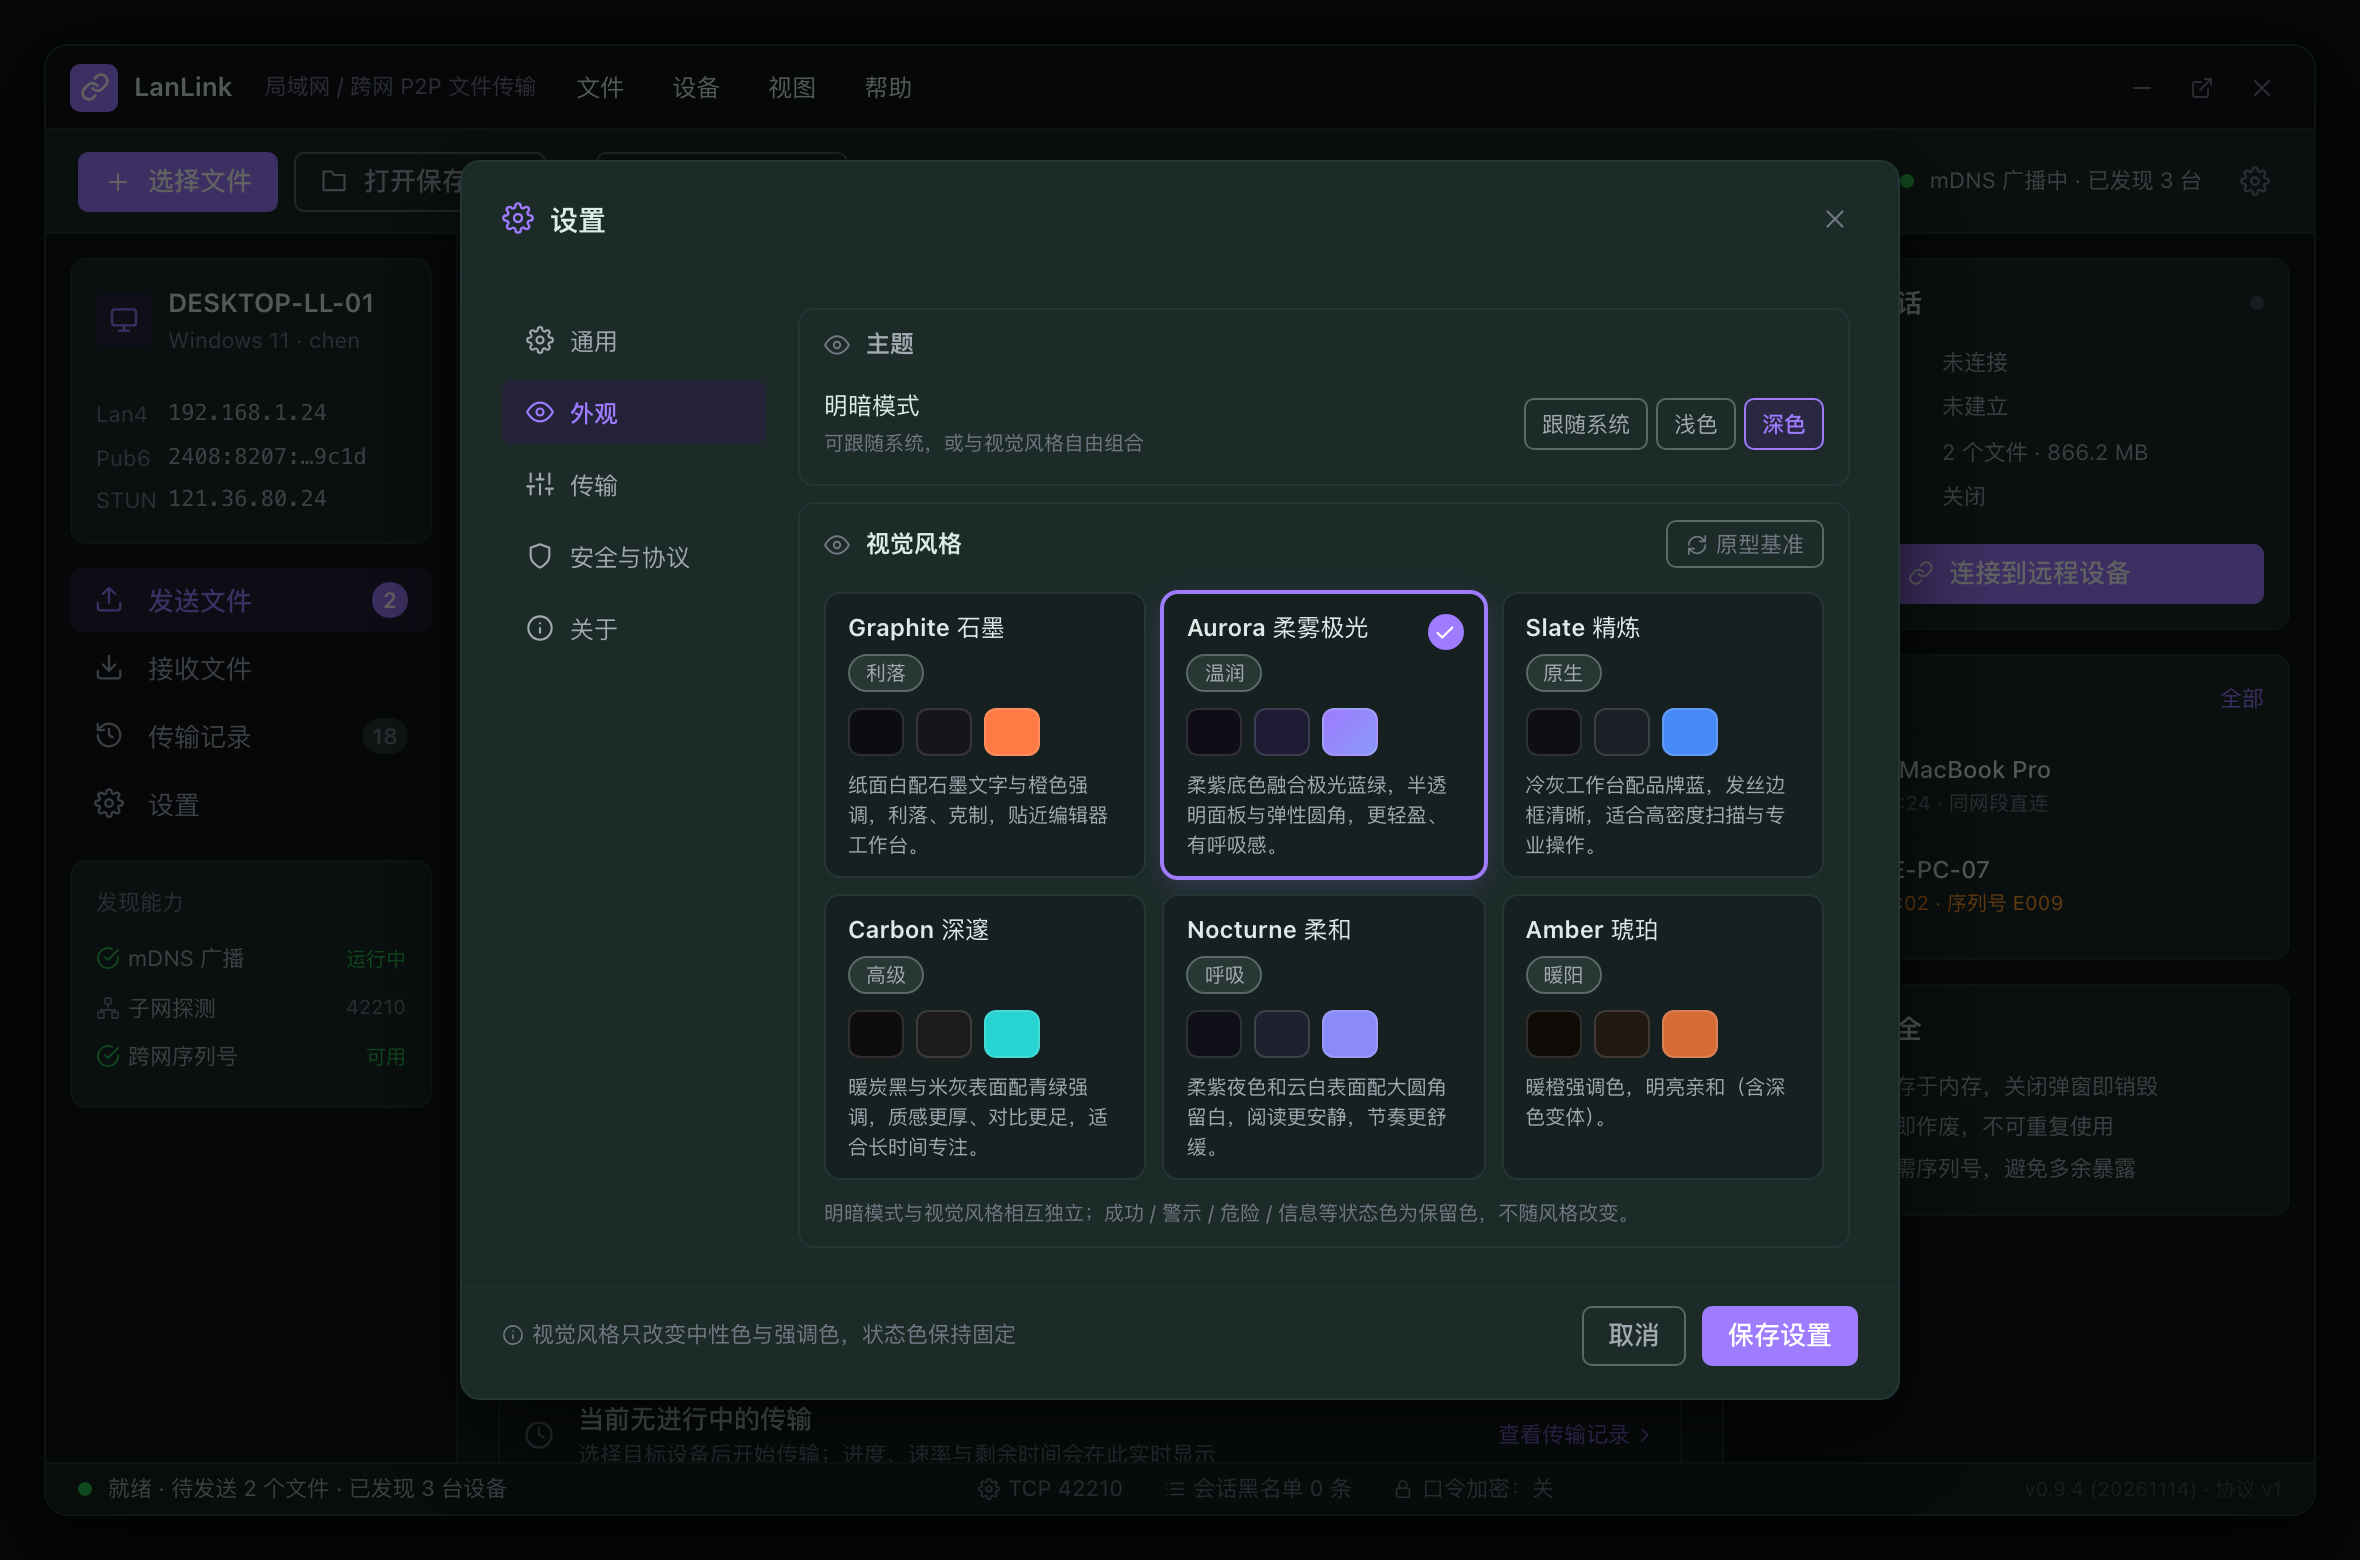 LanLink 局域网 / 跨网 P2P 文件传输 文件 设备 视图 帮助
选择文件
打开保存
mDNS 广播中 · 已发现 3 台
DESKTOP-LL-01
Windows 11 · chen
Lan4 192.168.1.24
Pub6 2408:8207:…9c1d
STUN 121.36.80.24
发送文件 2
接收文件
传输记录 18
设置
发现能力
mDNS 广播 运行中
子网探测 42210
跨网序列号 可用
设置
通用
外观
传输
安全与协议
关于
主题
明暗模式
可跟随系统，或与视觉风格自由组合
跟随系统 浅色 深色
视觉风格
原型基准
Graphite 石墨
利落
纸面白配石墨文字与橙色强
调，利落、克制，贴近编辑器
工作台。
Aurora 柔雾极光
温润
柔紫底色融合极光蓝绿，半透
明面板与弹性圆角，更轻盈、
有呼吸感。
Slate 精炼
原生
冷灰工作台配品牌蓝，发丝边
框清晰，适合高密度扫描与专
业操作。
Carbon 深邃
高级
暖炭黑与米灰表面配青绿强
调，质感更厚、对比更足，适
合长时间专注。
Nocturne 柔和
呼吸
柔紫夜色和云白表面配大圆角
留白，阅读更安静，节奏更舒
缓。
Amber 琥珀
暖阳
暖橙强调色，明亮亲和（含深
色变体）。
明暗模式与视觉风格相互独立；成功 / 警示 / 危险 / 信息等状态色为保留色，不随风格改变。
视觉风格只改变中性色与强调色，状态色保持固定
取消 保存设置
话
未连接
未建立
2 个文件 · 866.2 MB
关闭
连接到远程设备
全部
MacBook Pro
:24 · 同网段直连
E-PC-07
:02 · 序列号 E009
全
存于内存，关闭弹窗即销毁
即作废，不可重复使用
需序列号，避免多余暴露
当前无进行中的传输
选择目标设备后开始传输；进度、速率与剩余时间会在此实时显示
查看传输记录
就绪 · 待发送 2 个文件 · 已发现 3 台设备
TCP 42210
会话黑名单 0 条
口令加密：关
v0.9.4 (20261114) · 协议 v1